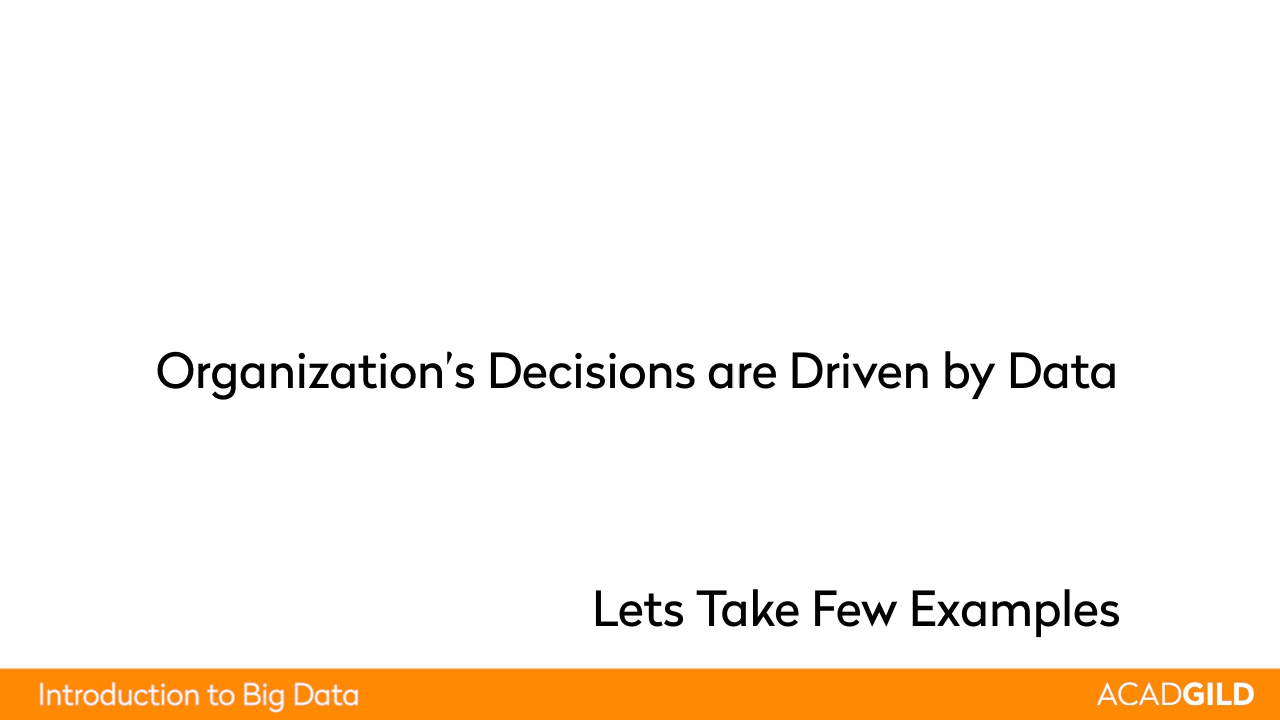 Organization's Decisions are Driven by Data
Lets Take Few Examples
Introduction to Big Data
ACADGILD